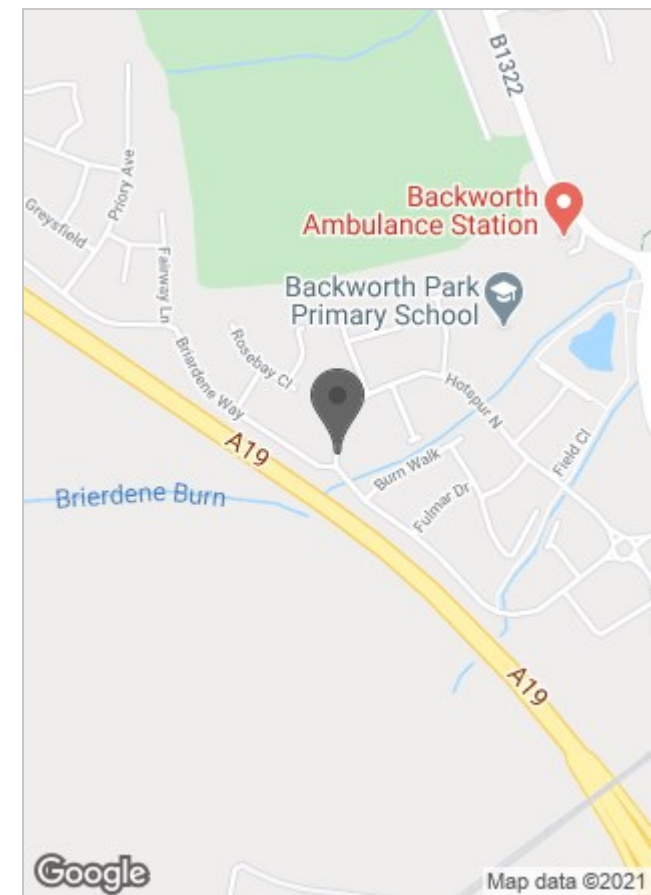 B1322
Backworth
Ambulance Station
Priory Ave
Greysfield
Fairway Ln
Backworth Park
Primary School
Rosebay Cl
Briardene Way
Hotspur N
A19
Burn Walk
Field Cl
Brierdene Burn
Fulmar Dr
A19
Google
Map data ©2021